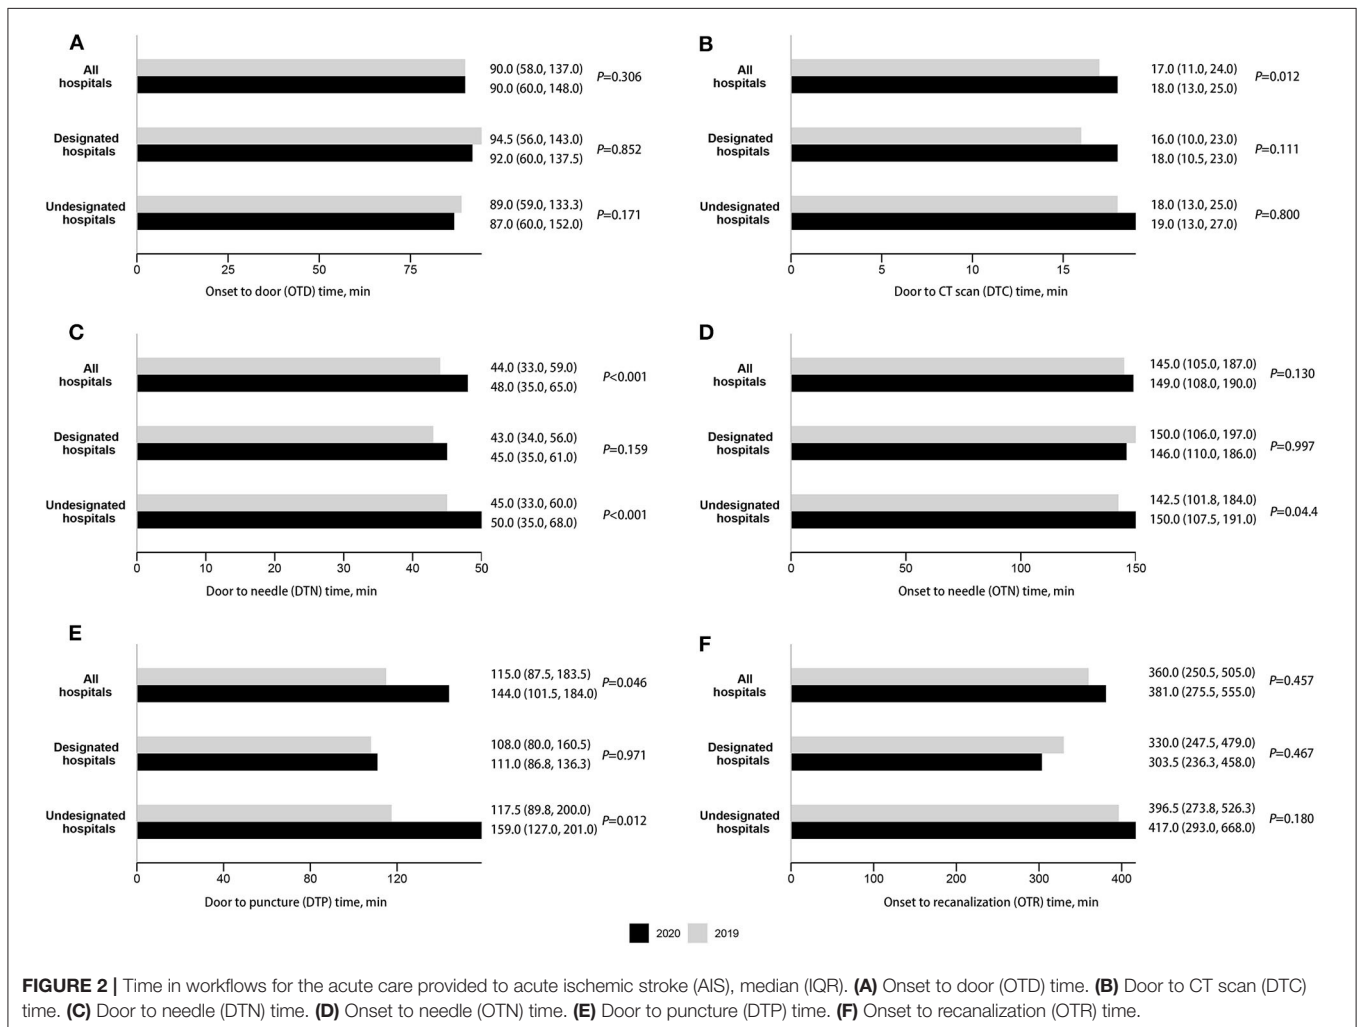 A
All
hospitals
90.0 (58.0, 137.0)
90.0 (60.0, 148.0)
P=0.306
Designated
hospitals
94.5 (56.0, 143.0)
92.0 (60.0, 137.5)
P=0.852
Undesignated
hospitals
89.0 (59.0, 133.3)
87.0 (60.0, 152.0)
P=0.171
0 25 50 75
Onset to door (OTD) time, min
B
All
hospitals
17.0 (11.0, 24.0)
18.0 (13.0, 25.0)
P=0.012
Designated
hospitals
16.0 (10.0, 23.0)
18.0 (10.5, 23.0)
P=0.111
Undesignated
hospitals
18.0 (13.0, 25.0)
19.0 (13.0, 27.0)
P=0.800
0 5 10 15
Door to CT scan (DTC) time, min
C
All
hospitals
44.0 (33.0, 59.0)
48.0 (35.0, 65.0)
P<0.001
Designated
hospitals
43.0 (34.0, 56.0)
45.0 (35.0, 61.0)
P=0.159
Undesignated
hospitals
45.0 (33.0, 60.0)
50.0 (35.0, 68.0)
P<0.001
0 10 20 30 40 50
Door to needle (DTN) time, min
D
All
hospitals
145.0 (105.0, 187.0)
149.0 (108.0, 190.0)
P=0.130
Designated
hospitals
150.0 (106.0, 197.0)
146.0 (110.0, 186.0)
P=0.997
Undesignated
hospitals
142.5 (101.8, 184.0)
150.0 (107.5, 191.0)
P=0.04.4
0 50 100 150
Onset to needle (OTN) time, min
E
All
hospitals
115.0 (87.5, 183.5)
144.0 (101.5, 184.0)
P=0.046
Designated
hospitals
108.0 (80.0, 160.5)
111.0 (86.8, 136.3)
P=0.971
Undesignated
hospitals
117.5 (89.8, 200.0)
159.0 (127.0, 201.0)
P=0.012
0 40 80 120
Door to puncture (DTP) time, min
F
All
hospitals
360.0 (250.5, 505.0)
381.0 (275.5, 555.0)
P=0.457
Designated
hospitals
330.0 (247.5, 479.0)
303.5 (236.3, 458.0)
P=0.467
Undesignated
hospitals
396.5 (273.8, 526.3)
417.0 (293.0, 668.0)
P=0.180
0 100 200 300 400
Onset to recanalization (OTR) time, min
2020 2019
FIGURE 2 | Time in workflows for the acute care provided to acute ischemic stroke (AIS), median (IQR). (A) Onset to door (OTD) time. (B) Door to CT scan (DTC)
time. (C) Door to needle (DTN) time. (D) Onset to needle (OTN) time. (E) Door to puncture (DTP) time. (F) Onset to recanalization (OTR) time.